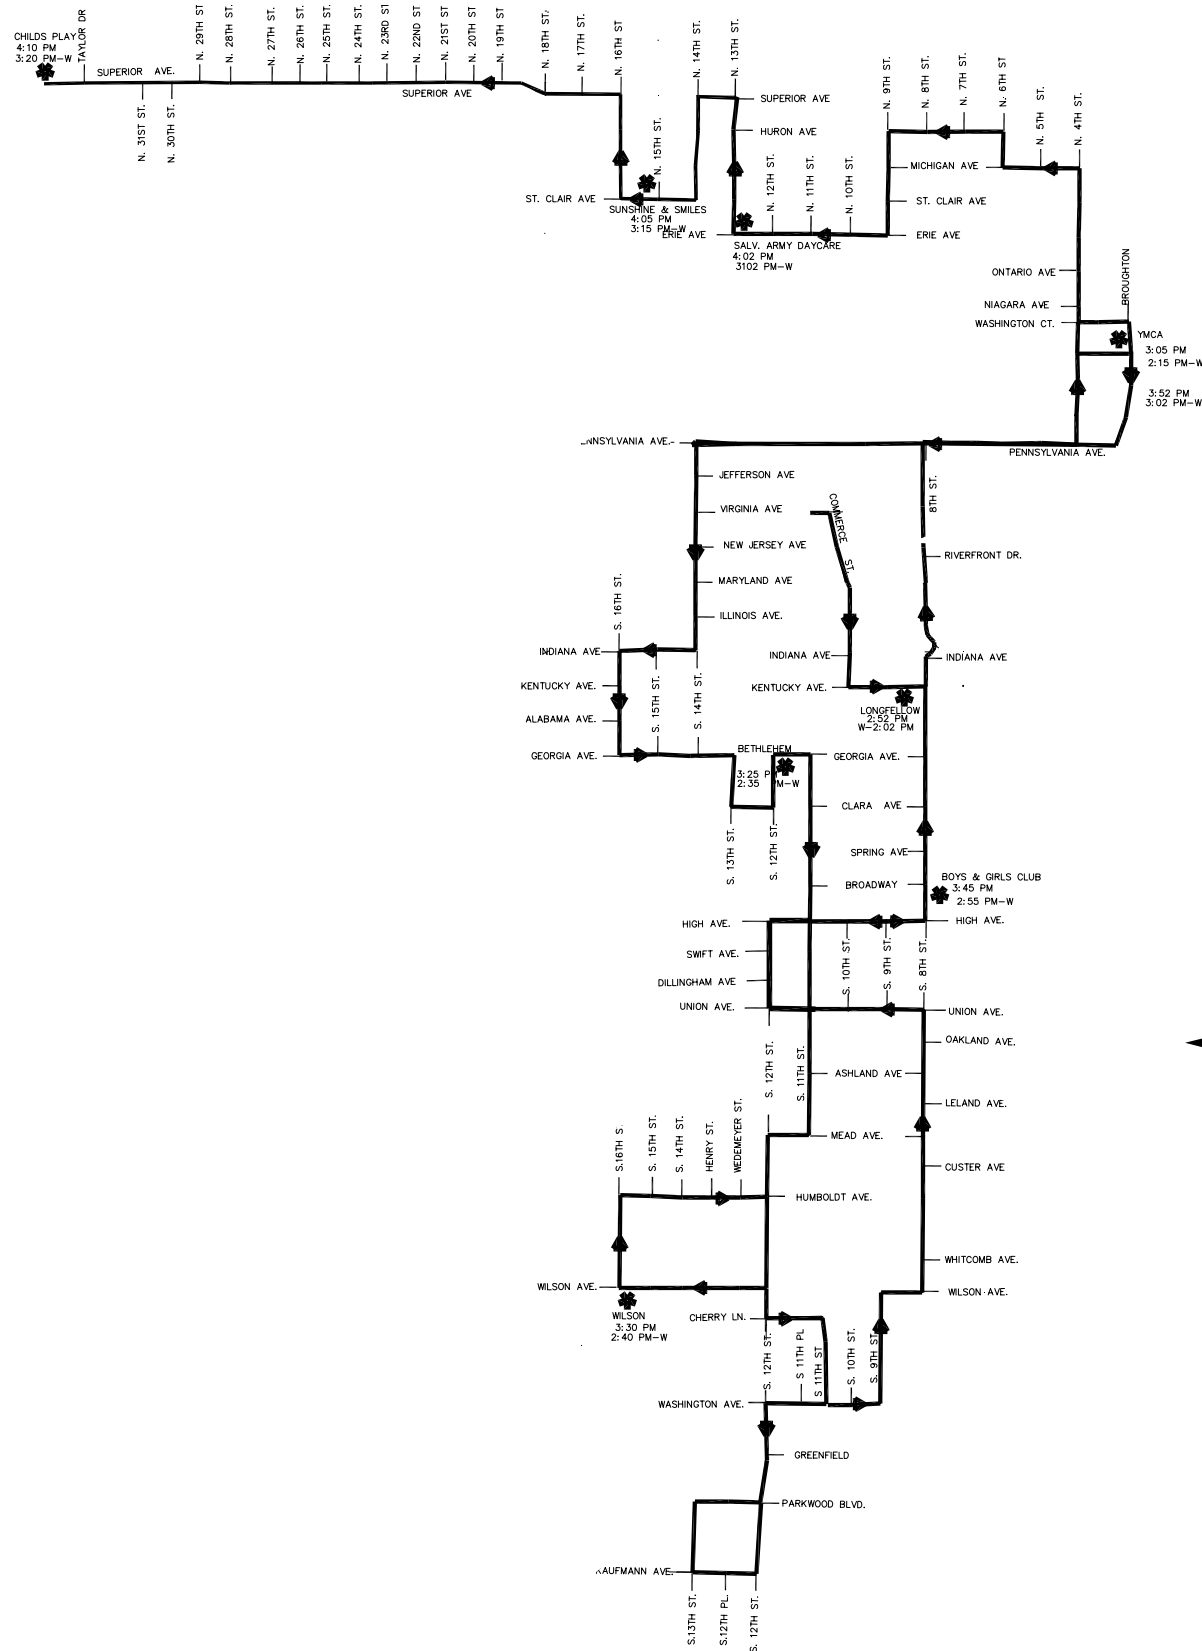 CHILDS PLAY
4:10 PM
3:20 PM-W
TAYLOR DR
SUPERIOR AVE.
N. 31ST ST.
N. 30TH ST.
N. 29TH ST
N. 28TH ST.
N. 27TH ST.
N. 26TH ST.
N. 25TH ST.
N. 24TH ST.
N. 23RD ST
N. 22ND ST
N. 21ST ST
N. 20TH ST
N. 19TH ST
SUPERIOR AVE
N. 18TH ST.
N. 17TH ST.
N. 16TH ST
N. 14TH ST.
N. 13TH ST.
SUPERIOR AVE
HURON AVE
N. 15TH ST.
ST. CLAIR AVE
SUNSHINE & SMILES
4:05 PM
3:15 PM-W
ERIE AVE
N. 12TH ST.
N. 11TH ST.
N. 10TH ST.
SALV. ARMY DAYCARE
4:02 PM
3102 PM-W
N. 9TH ST.
N. 8TH ST.
N. 7TH ST.
N. 6TH ST
N. 5TH ST.
N. 4TH ST.
MICHIGAN AVE
ST. CLAIR AVE
ERIE AVE
ONTARIO AVE
NIAGARA AVE
WASHINGTON CT.
BROUGHTON
YMCA
3:05 PM
2:15 PM-W
3:52 PM
3:02 PM-W
NNSYLVANIA AVE.
PENNSYLVANIA AVE.
JEFFERSON AVE
VIRGINIA AVE
NEW JERSEY AVE
MARYLAND AVE
ILLINOIS AVE.
COMMERCE ST.
8TH ST.
RIVERFRONT DR.
S. 16TH ST.
INDIANA AVE
KENTUCKY AVE.
ALABAMA AVE.
GEORGIA AVE.
S. 15TH ST.
S. 14TH ST.
INDIANA AVE
INDIANA AVE
KENTUCKY AVE.
LONGFELLOW
2:52 PM
W-2:02 PM
BETHLEHEM
3:25 PM
2:35 PM-W
GEORGIA AVE.
CLARA AVE
SPRING AVE
BROADWAY
S. 13TH ST.
S. 12TH ST.
BOYS & GIRLS CLUB
3:45 PM
2:55 PM-W
HIGH AVE.
HIGH AVE.
SWIFT AVE.
DILLINGHAM AVE
UNION AVE.
S. 10TH ST.
S. 9TH ST.
S. 8TH ST.
UNION AVE.
OAKLAND AVE.
S. 12TH ST.
S. 11TH ST.
ASHLAND AVE
LELAND AVE.
MEAD AVE.
CUSTER AVE
S.16TH S
S. 15TH ST.
S. 14TH ST.
HENRY ST.
WEDEMEYER ST.
HUMBOLDT AVE.
WHITCOMB AVE.
WILSON AVE.
WILSON AVE.
WILSON
3:30 PM
2:40 PM-W
CHERRY LN.
S. 12TH ST.
S 11TH PL
S 11TH ST
S. 10TH ST.
S. 9TH ST
WASHINGTON AVE.
GREENFIELD
PARKWOOD BLVD.
AUFMANN AVE.
S.13TH ST.
S.12TH PL.
S. 12TH ST.